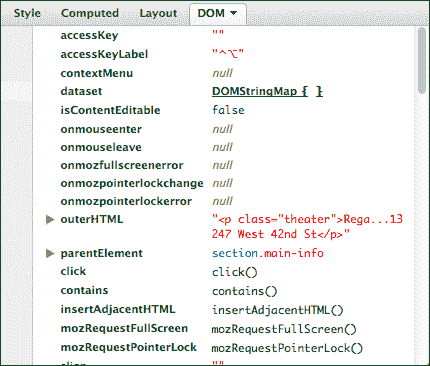 Style Computed Layout DOM
accessKey ""
accessKeyLabel "⌃⌥"
contextMenu null
dataset DOMStringMap { }
isContentEditable false
onmouseenter null
onmouseleave null
onmozfullscreenerror null
onmozpointerlockchange null
onmozpointerlockerror null
outerHTML "<p class="theater">Rega...13
247 West 42nd St</p>"
parentElement section.main-info
click click()
contains contains()
insertAdjacentHTML insertAdjacentHTML()
mozRequestFullScreen mozRequestFullScreen()
mozRequestPointerLock mozRequestPointerLock()